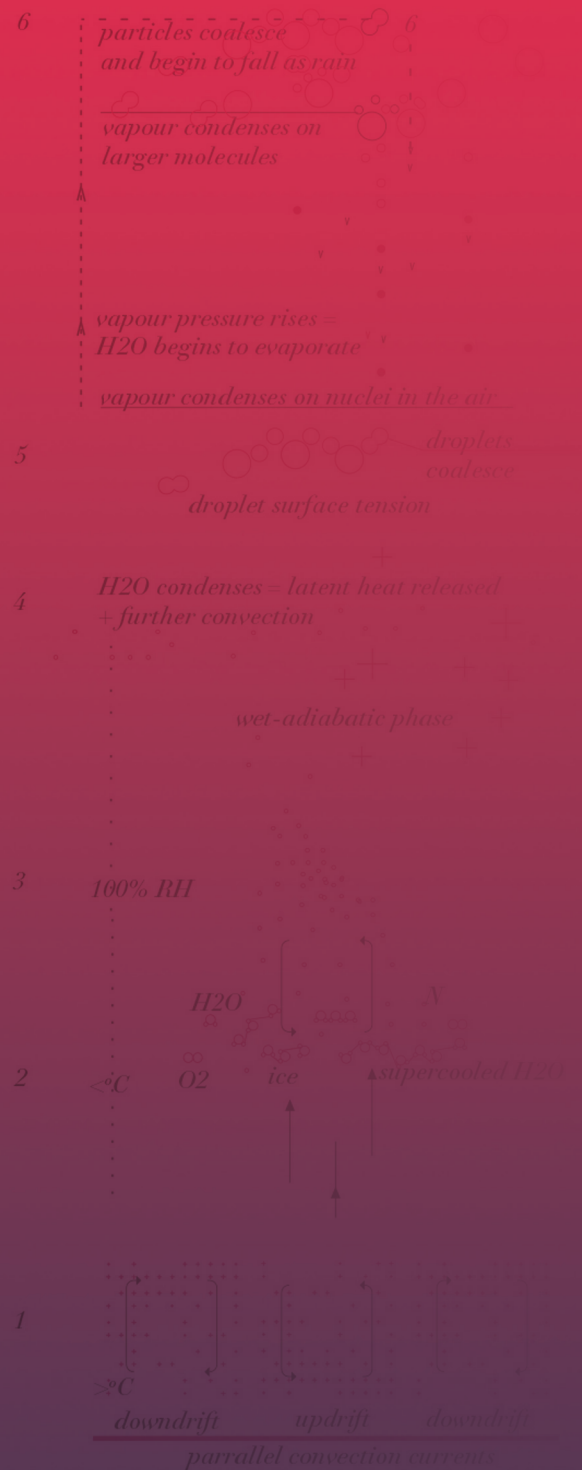 6
6
particles coalesce
and begin to fall as rain
vapour condenses on
larger molecules
vapour pressure rises =
H2O begins to evaporate
vapour condenses on nuclei in the air
5
droplets
coalesce
droplet surface tension
4
H2O condenses = latent heat released
+ further convection
wet-adiabatic phase
3
100% RH
H2O
N
2
<°C
O2
ice
supercooled H2O
1
>°C
downdrift
updrift
downdrift
parrallel convection currents